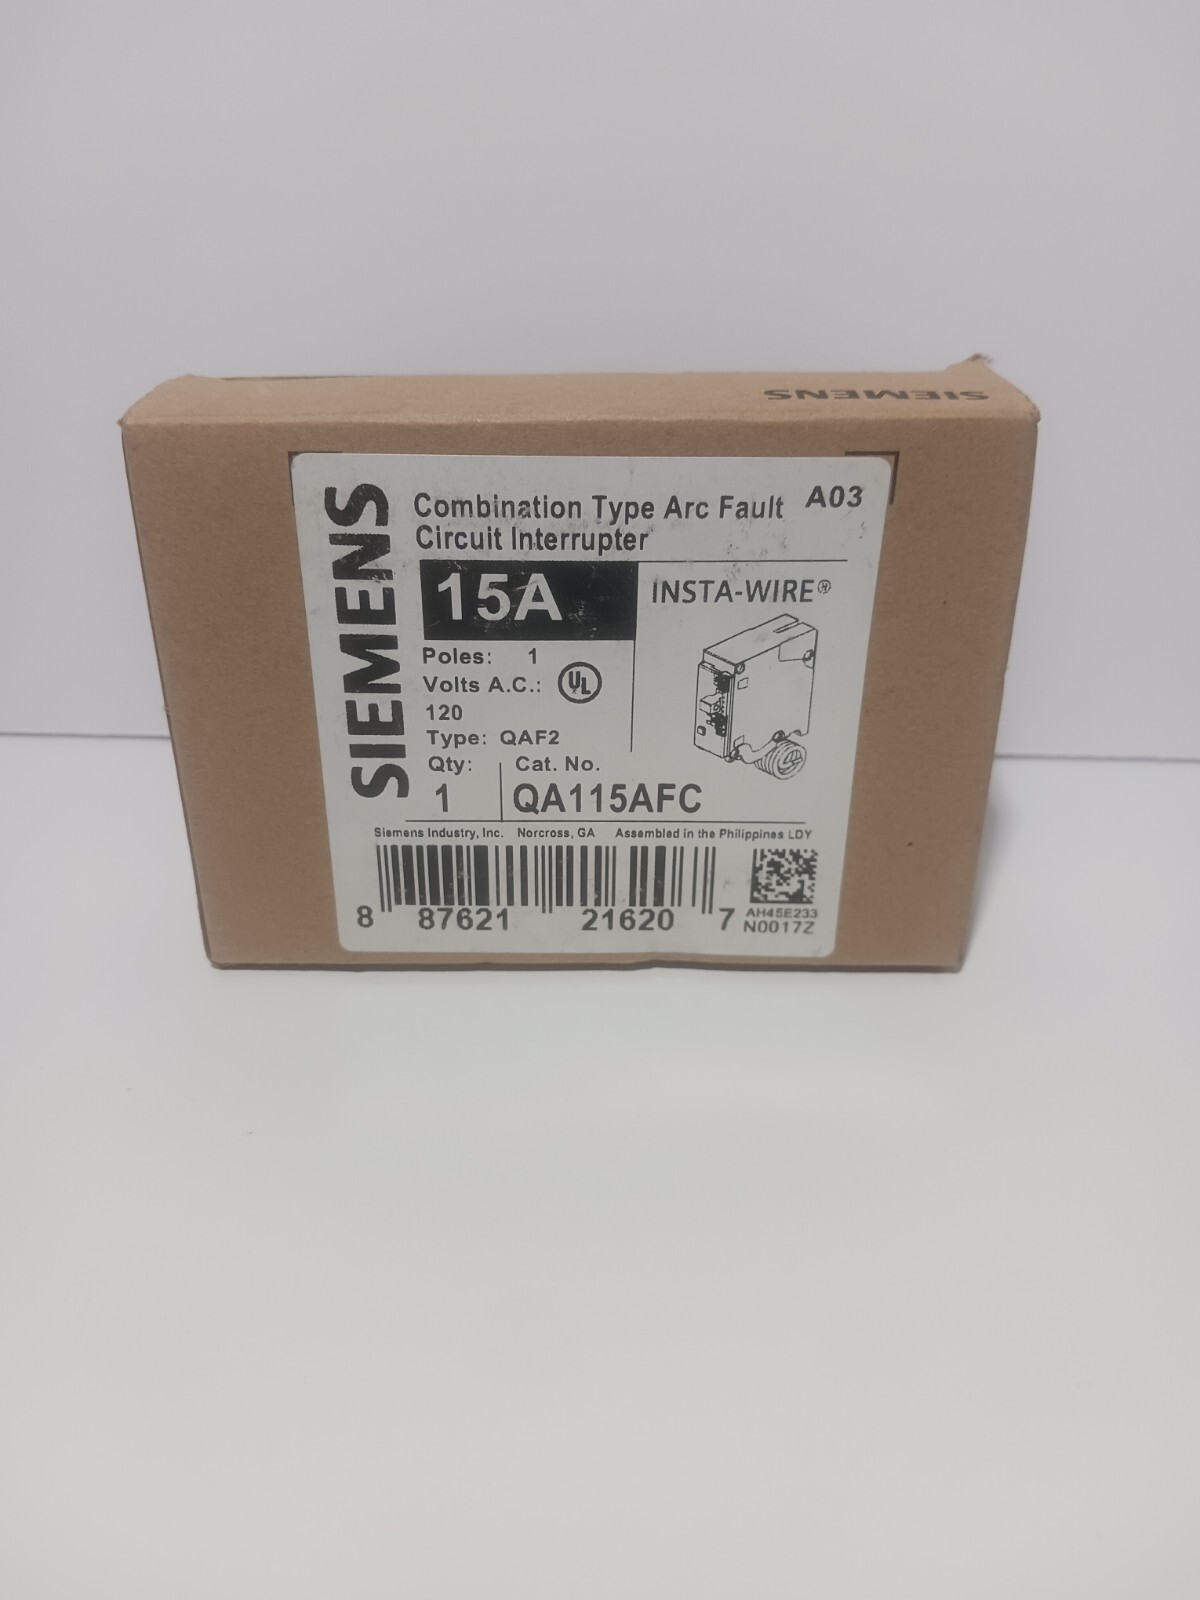 SIEMENS
SIEMENS
Combination Type Arc Fault
Circuit Interrupter
A03
15A
INSTA-WIRE®
Poles: 1
Volts A.C.:
UL
120
Type: QAF2
Qty:
1
Cat. No.
QA115AFC
Siemens Industry, Inc. Norcross, GA Assembled in the Philippines LDY
8 87621 21620 7
AH45E233
N0017Z